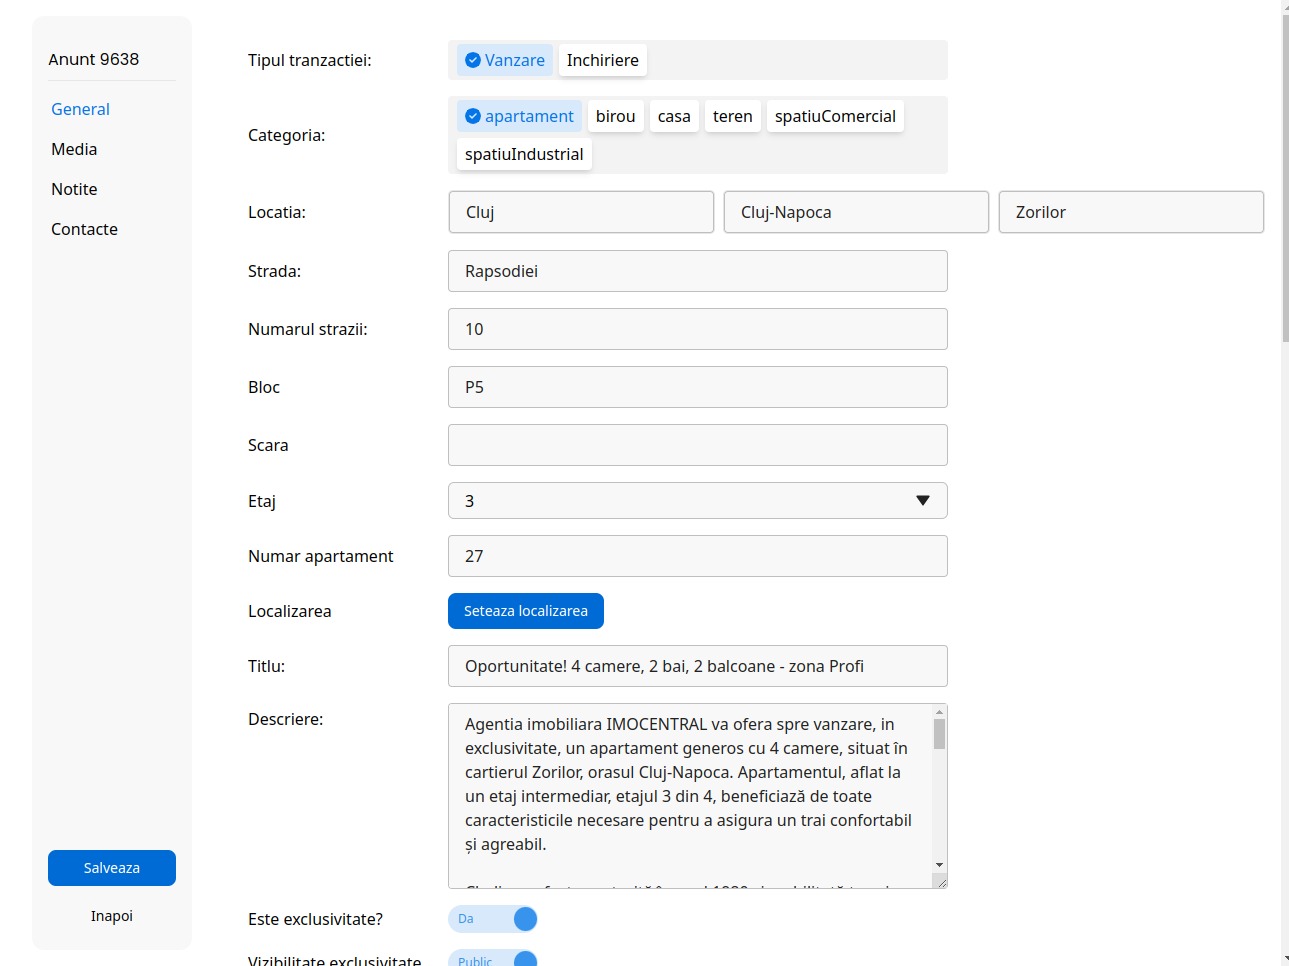 Anunt 9638
General
Media
Notite
Contacte
Salveaza
Inapoi
Tipul tranzactiei:
Vanzare Inchiriere
Categoria:
apartament birou casa teren spatiuComercial
spatiuIndustrial
Locatia:
Cluj Cluj-Napoca Zorilor
Strada:
Rapsodiei
Numarul strazii:
10
Bloc
P5
Scara
Etaj
3
Numar apartament
27
Localizarea
Seteaza localizarea
Titlu:
Oportunitate! 4 camere, 2 bai, 2 balcoane - zona Profi
Descriere:
Agentia imobiliara IMOCENTRAL va ofera spre vanzare, in
exclusivitate, un apartament generos cu 4 camere, situat în
cartierul Zorilor, orasul Cluj-Napoca. Apartamentul, aflat la
un etaj intermediar, etajul 3 din 4, beneficiază de toate
caracteristicile necesare pentru a asigura un trai confortabil
și agreabil.
Este exclusivitate?
Da
Vizibilitate exclusivitate
Public